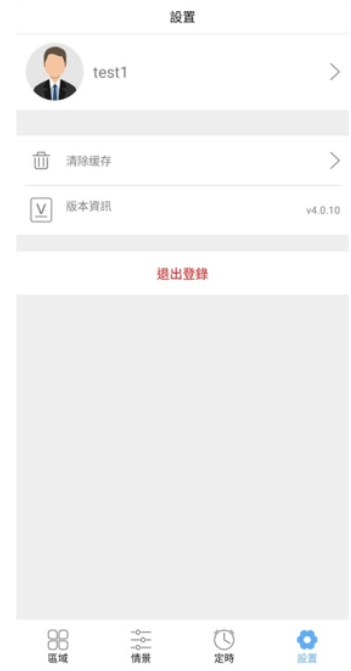 設置
test1
清除缓存
版本資訊
v4.0.10
退出登錄
區域
情景
定時
設置